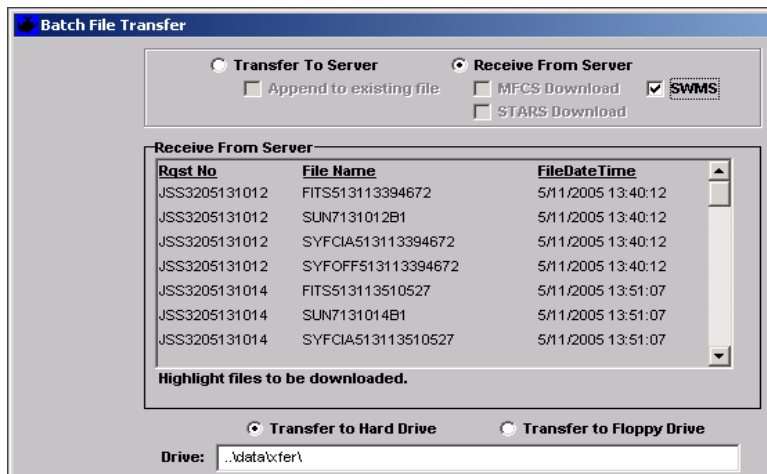 Batch File Transfer
Transfer To Server Receive From Server
Append to existing file MFCS Download SWMS
STARS Download
Receive From Server
Rqst No File Name FileDateTime
JSS3205131012 FITS513113394672 5/11/2005 13:40:12
JSS3205131012 SUN7131012B1 5/11/2005 13:40:12
JSS3205131012 SYFCIA513113394672 5/11/2005 13:40:12
JSS3205131012 SYFOFF513113394672 5/11/2005 13:40:12
JSS3205131014 FITS513113510527 5/11/2005 13:51:07
JSS3205131014 SUN7131014B1 5/11/2005 13:51:07
JSS3205131014 SYFCIA513113510527 5/11/2005 13:51:07
Highlight files to be downloaded.
Transfer to Hard Drive Transfer to Floppy Drive
Drive: ..\data\xfer\